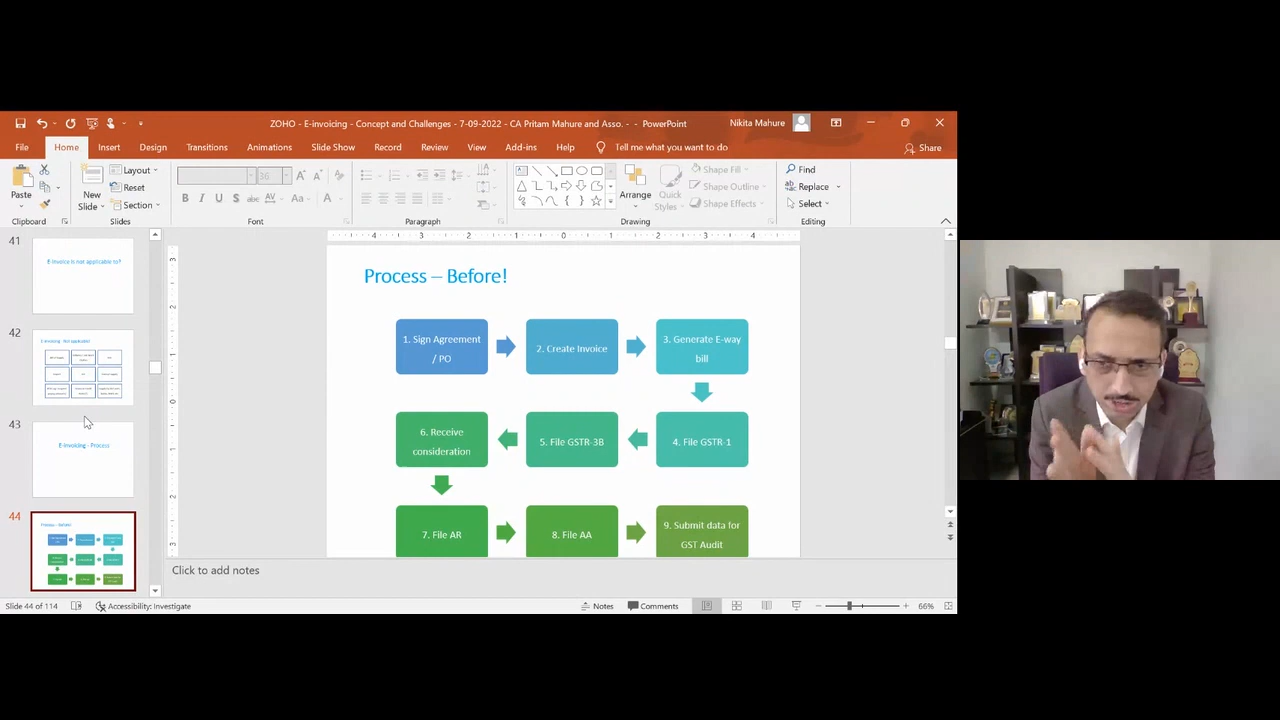 ZOHO - E-invoicing - Concept and Challenges - 7-09-2022 - CA Pritam Mahure and Asso. - - PowerPoint
Nikita Mahure
File Home Insert Design Transitions Animations Slide Show Record Review View Add-ins Help Tell me what you want to do Share
Paste
Clipboard
New
Slide
Layout
Reset
Section
Slides
36
Font
Paragraph
Arrange
Quick
Styles
Shape Fill
Shape Outline
Shape Effects
Drawing
Find
Replace
Select
Editing
41
E invoice is not applicable to?
42
43
E-invoicing - Process
44
Process – Before!
Process – Before!
1. Sign Agreement
/ PO
2. Create Invoice
3. Generate E-way
bill
6. Receive
consideration
5. File GSTR-3B
4. File GSTR-1
7. File AR
8. File AA
9. Submit data for
GST Audit
Click to add notes
Slide 44 of 114 Accessibility: Investigate Notes Comments 66%